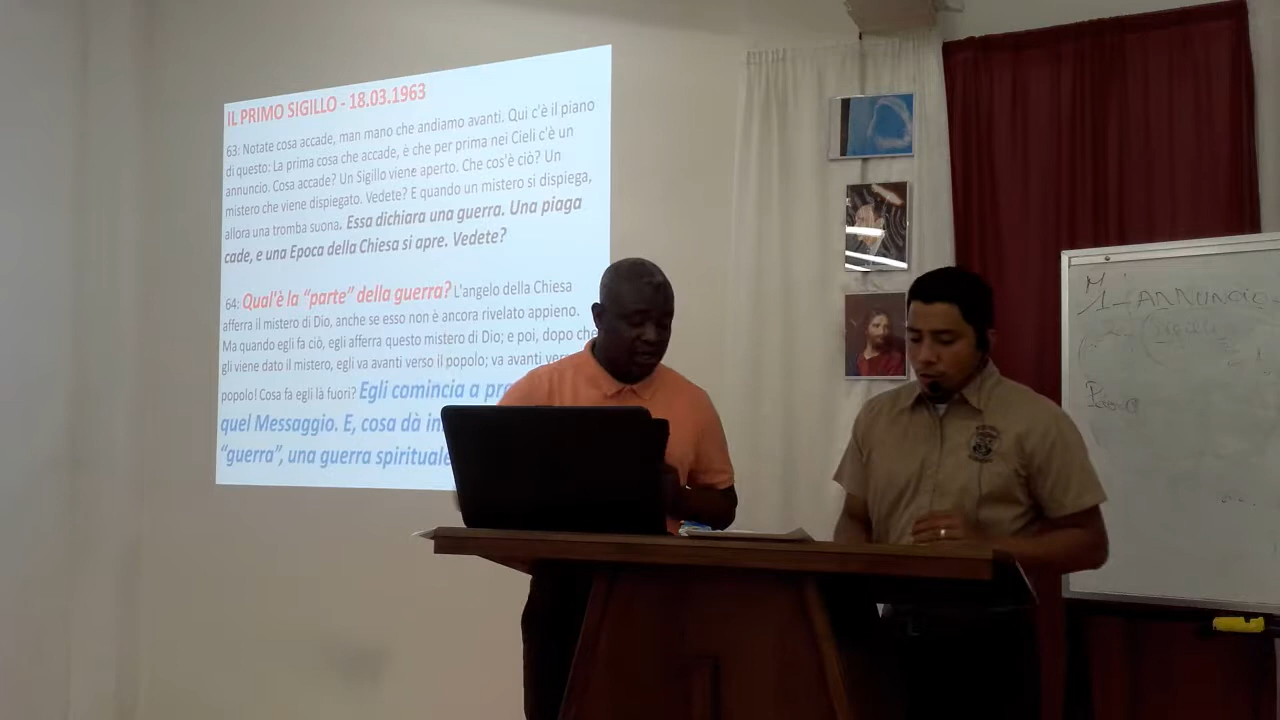 IL PRIMO SIGILLO - 18.03.1963
63: Notate cosa accade, man mano che andiamo avanti. Qui c'è il piano
di questo: La prima cosa che accade, è che per prima nei Cieli c'è un
annuncio. Cosa accade? Un Sigillo viene aperto. Che cos'è ciò? Un
mistero che viene dispiegato. Vedete? E quando un mistero si dispiega,
allora una tromba suona. Essa dichiara una guerra. Una piaga
cade, e una Epoca della Chiesa si apre. Vedete?
64: Qual'è la “parte” della guerra? L'angelo della Chiesa
afferra il mistero di Dio, anche se esso non è ancora rivelato appieno.
Ma quando egli fa ciò, egli afferra questo mistero di Dio; e poi, dopo che
gli viene dato il mistero, egli va avanti verso il popolo; va avanti
popolo! Cosa fa egli là fuori? Egli comincia a
quel Messaggio. E, cosa dà
“guerra”, una guerra spirituale
1- ANNUNCIO